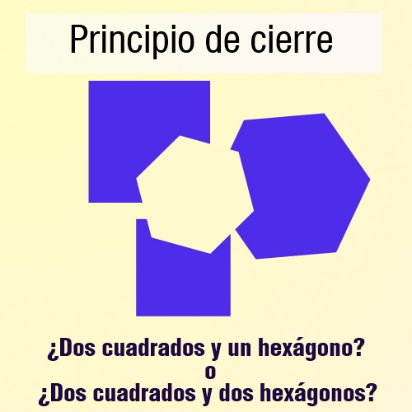 Principio de cierre
¿Dos cuadrados y un hexágono?
o
¿Dos cuadrados y dos hexágonos?